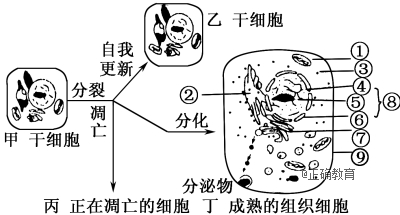 乙 干细胞
自我
更新
分裂
甲 干细胞
凋亡
分化
①
②
③
④
⑤
⑥
⑦
⑧
⑨
@正确教育
分泌物
丙 正在凋亡的细胞 丁 成熟的组织细胞